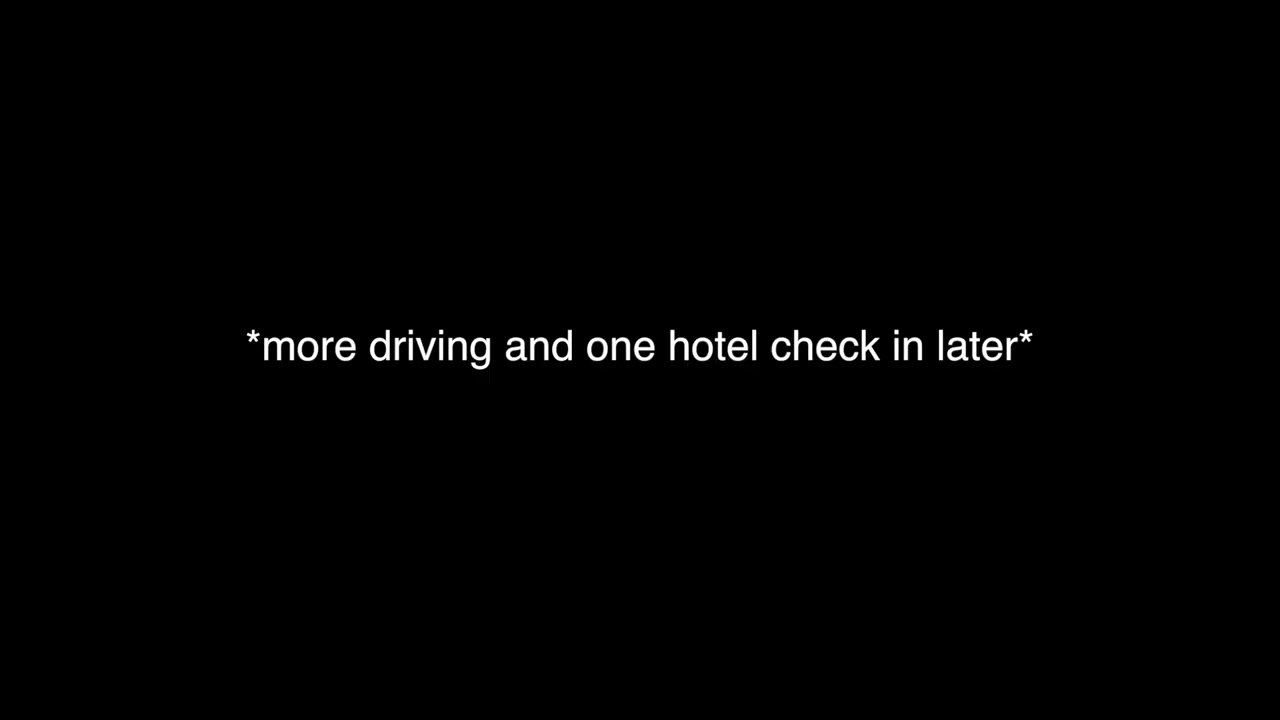 *more driving and one hotel check in later*